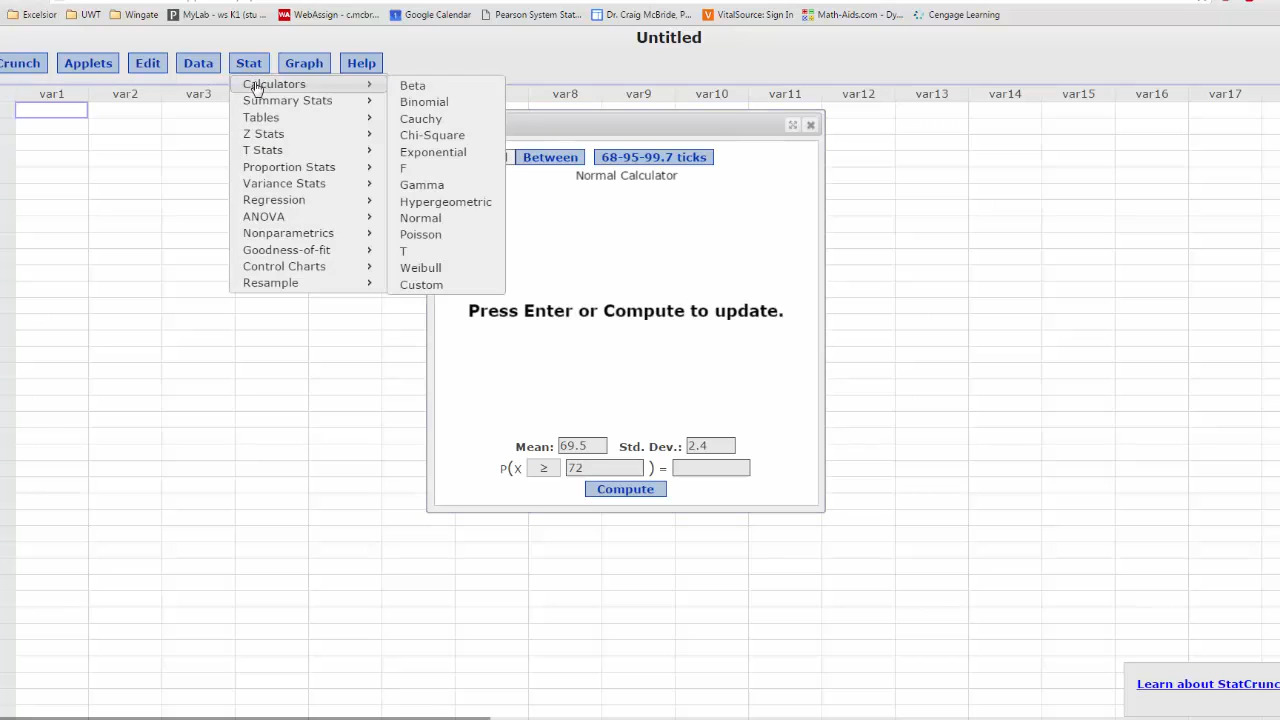 Excelsior UWT Wingate MyLab - ws K1 (stu ... WebAssign - c.mcbr... Google Calendar Pearson System Stat... Dr. Craig McBride, P... VitalSource: Sign In Math-Aids.com - Dy... Cengage Learning
Untitled
Crunch Applets Edit Data Stat Graph Help
var1 var2 var3 var8 var9 var10 var11 var12 var13 var14 var15 var16 var17
Calculators
Summary Stats
Tables
Z Stats
T Stats
Proportion Stats
Variance Stats
Regression
ANOVA
Nonparametrics
Goodness-of-fit
Control Charts
Resample
Beta
Binomial
Cauchy
Chi-Square
Exponential
F
Gamma
Hypergeometric
Normal
Poisson
T
Weibull
Custom
Between 68-95-99.7 ticks
Normal Calculator
Press Enter or Compute to update.
Mean: 69.5 Std. Dev.: 2.4
P(X ≥ 72 ) =
Compute
Learn about StatCrunc